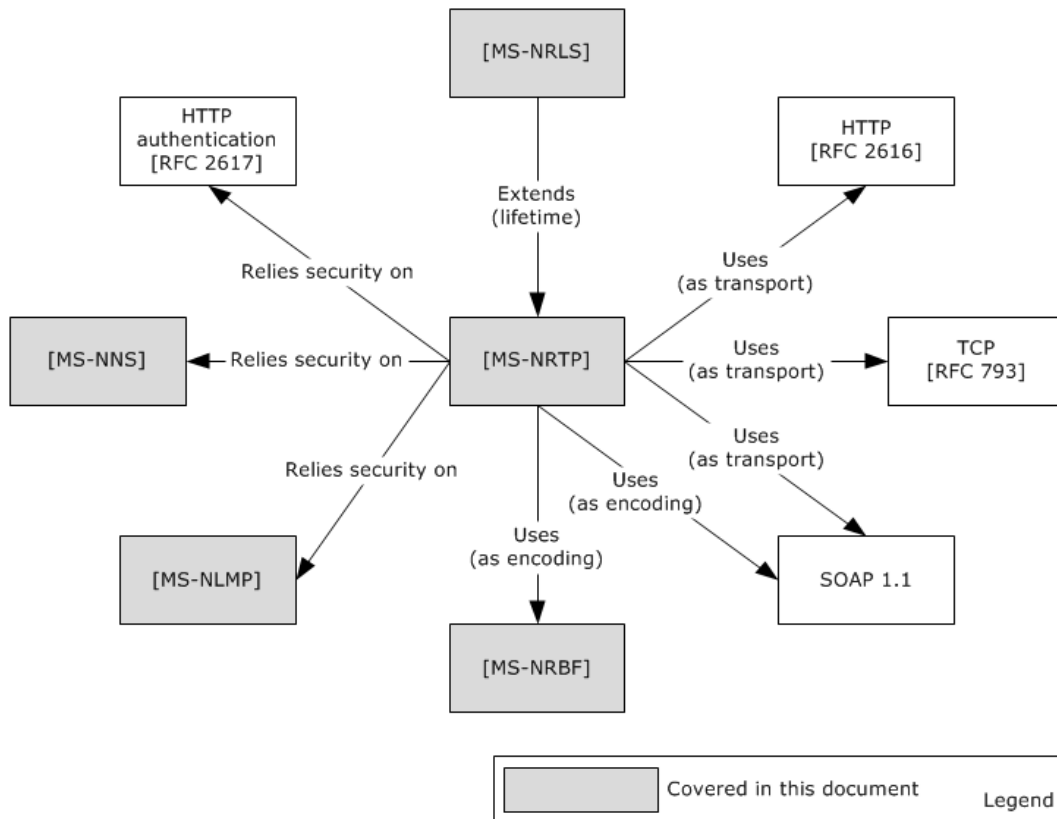 [MS-NRLS]
HTTP
authentication
[RFC 2617]
HTTP
[RFC 2616]
Extends
(lifetime)
Relies security on
Uses
(as transport)
[MS-NNS]
Relies security on
[MS-NRTP]
Uses
(as transport)
TCP
[RFC 793]
Uses
(as transport)
Relies security on
Uses
(as encoding)
Uses
(as encoding)
[MS-NLMP]
SOAP 1.1
[MS-NRBF]
Covered in this document
Legend